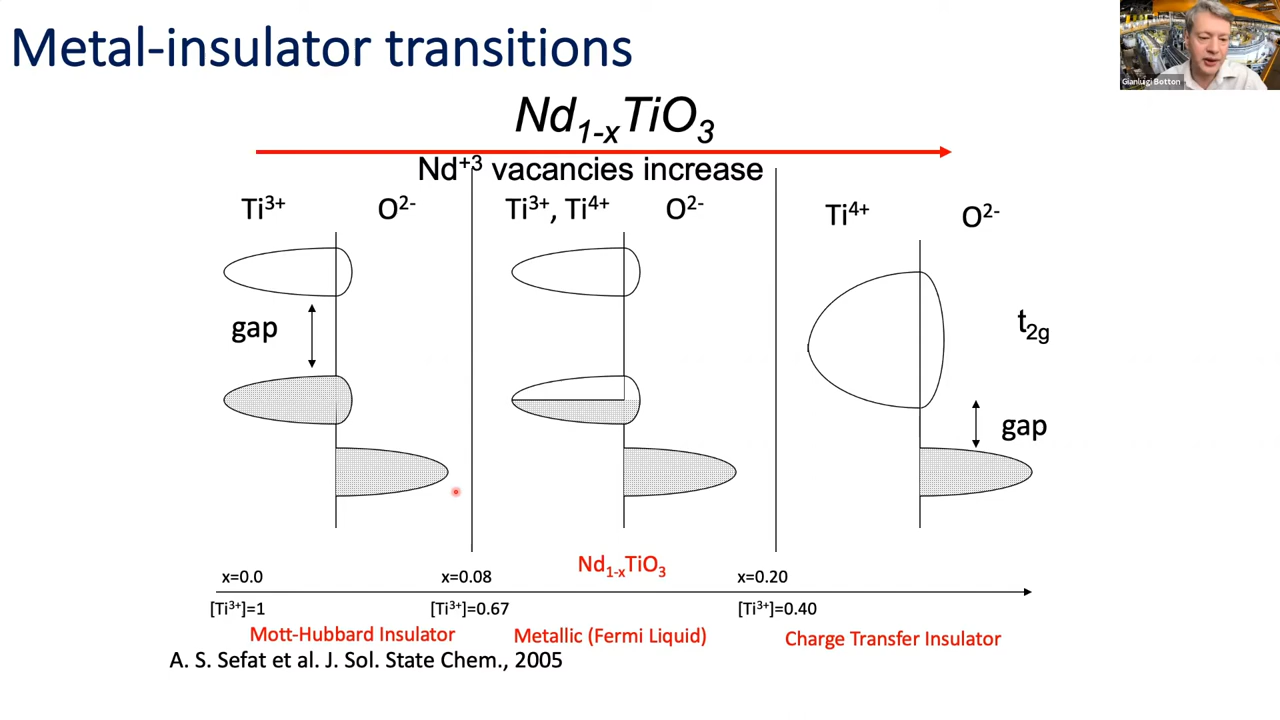 Metal-insulator transitions
Gianluigi Botton
Nd1-xTiO3
Nd+3 vacancies increase
Ti3+ O2- Ti3+, Ti4+ O2- Ti4+ O2-
gap t2g
gap
Nd1-xTiO3
x=0.0 x=0.08 x=0.20
[Ti3+]=1 [Ti3+]=0.67 [Ti3+]=0.40
Mott-Hubbard Insulator Metallic (Fermi Liquid) Charge Transfer Insulator
A. S. Sefat et al. J. Sol. State Chem., 2005